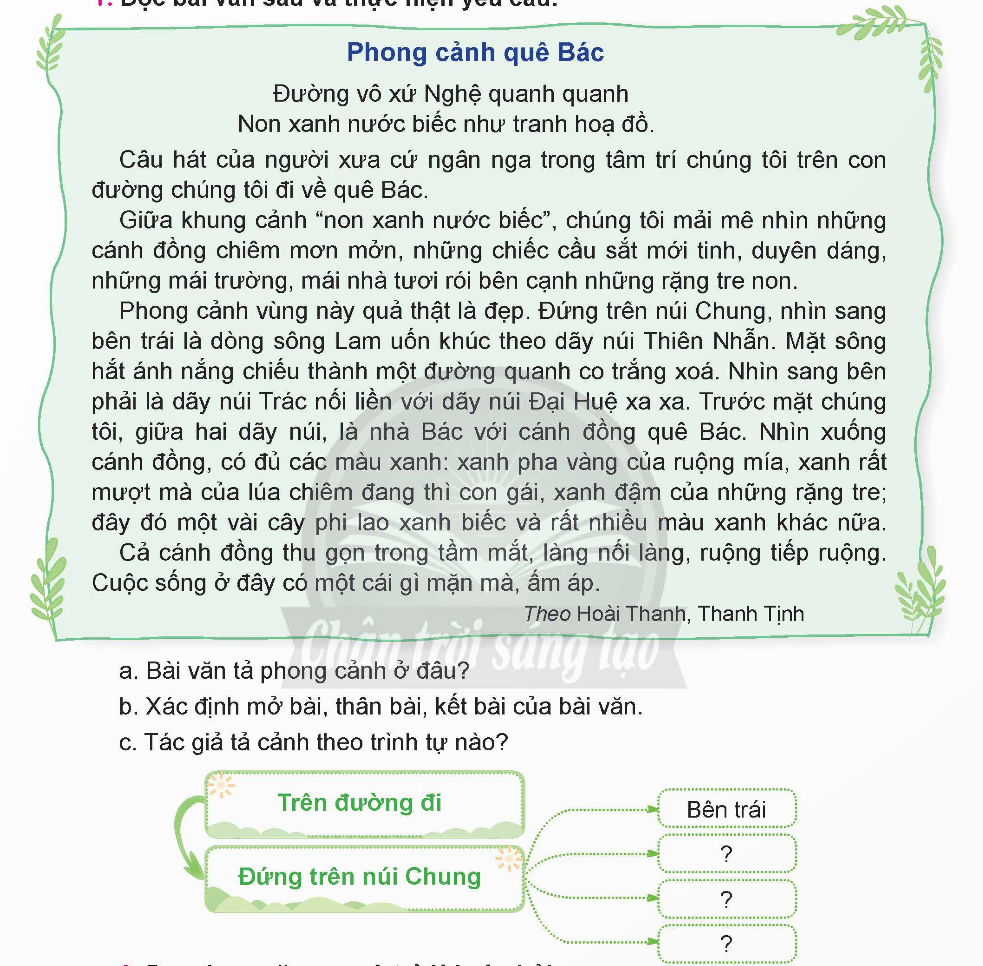 1. Đọc bài văn sau và thực hiện yêu cầu:
Phong cảnh quê Bác
Đường vô xứ Nghệ quanh quanh
Non xanh nước biếc như tranh hoạ đồ.
Câu hát của người xưa cứ ngân nga trong tâm trí chúng tôi trên con
đường chúng tôi đi về quê Bác.
Giữa khung cảnh “non xanh nước biếc”, chúng tôi mải mê nhìn những
cánh đồng chiêm mơn mởn, những chiếc cầu sắt mới tinh, duyên dáng,
những mái trường, mái nhà tươi rói bên cạnh những rặng tre non.
Phong cảnh vùng này quả thật là đẹp. Đứng trên núi Chung, nhìn sang
bên trái là dòng sông Lam uốn khúc theo dãy núi Thiên Nhẫn. Mặt sông
hắt ánh nắng chiếu thành một đường quanh co trắng xoá. Nhìn sang bên
phải là dãy núi Trác nối liền với dãy núi Đại Huệ xa xa. Trước mặt chúng
tôi, giữa hai dãy núi, là nhà Bác với cánh đồng quê Bác. Nhìn xuống
cánh đồng, có đủ các màu xanh: xanh pha vàng của ruộng mía, xanh rất
mượt mà của lúa chiêm đang thì con gái, xanh đậm của những rặng tre;
đây đó một vài cây phi lao xanh biếc và rất nhiều màu xanh khác nữa.
Cả cánh đồng thu gọn trong tầm mắt, làng nối làng, ruộng tiếp ruộng.
Cuộc sống ở đây có một cái gì mặn mà, ấm áp.
Theo Hoài Thanh, Thanh Tịnh
Chân trời sáng tạo
a. Bài văn tả phong cảnh ở đâu?
b. Xác định mở bài, thân bài, kết bài của bài văn.
c. Tác giả tả cảnh theo trình tự nào?
Trên đường đi
Đứng trên núi Chung
Bên trái
?
?
?